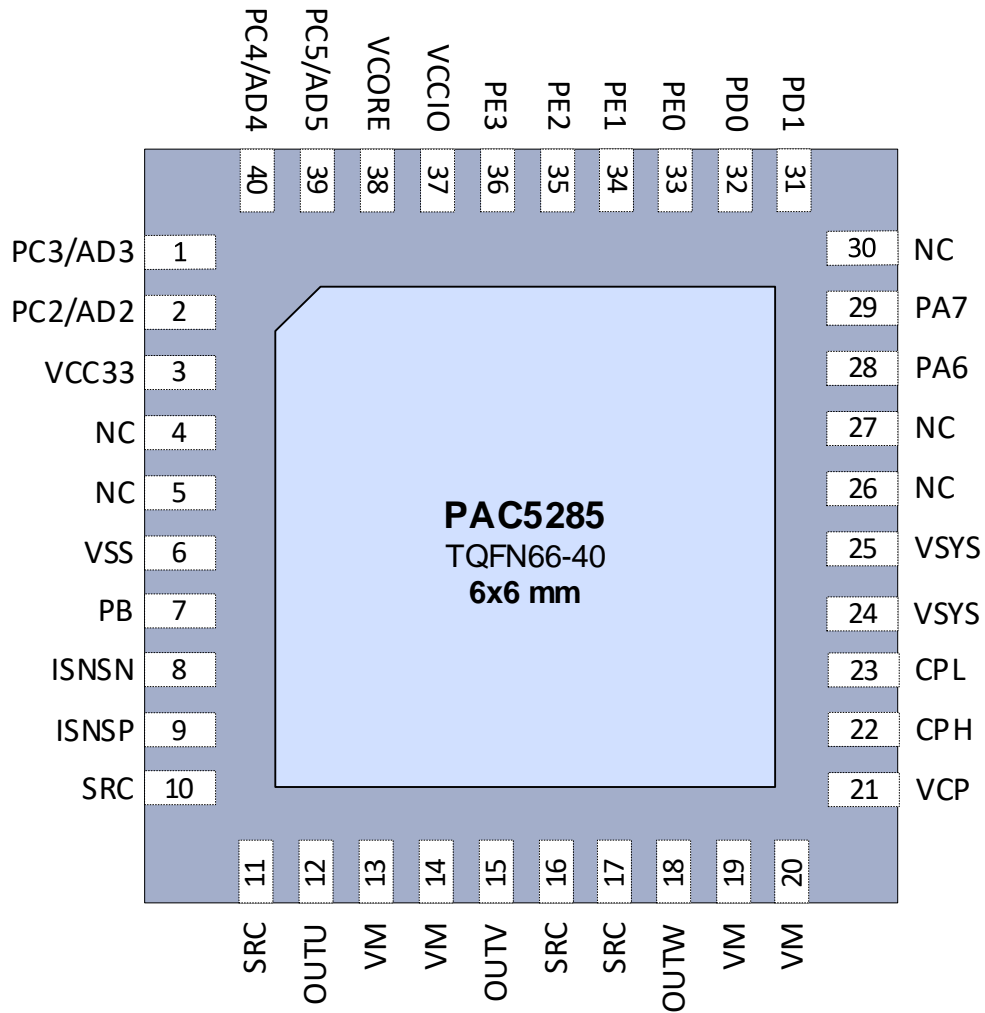 PC4/AD4
PC5/AD5
VCORE
VCCIO
PE3
PE2
PE1
PE0
PD0
PD1
40
39
38
37
36
35
34
33
32
31
PC3/AD3 1
PC2/AD2 2
VCC33 3
NC 4
NC 5
VSS 6
PB 7
ISNSN 8
ISNSP 9
SRC 10
PAC5285
TQFN66-40
6x6 mm
30 NC
29 PA7
28 PA6
27 NC
26 NC
25 VSYS
24 VSYS
23 CPL
22 CPH
21 VCP
11
12
13
14
15
16
17
18
19
20
SRC
OUTU
VM
VM
OUTV
SRC
SRC
OUTW
VM
VM